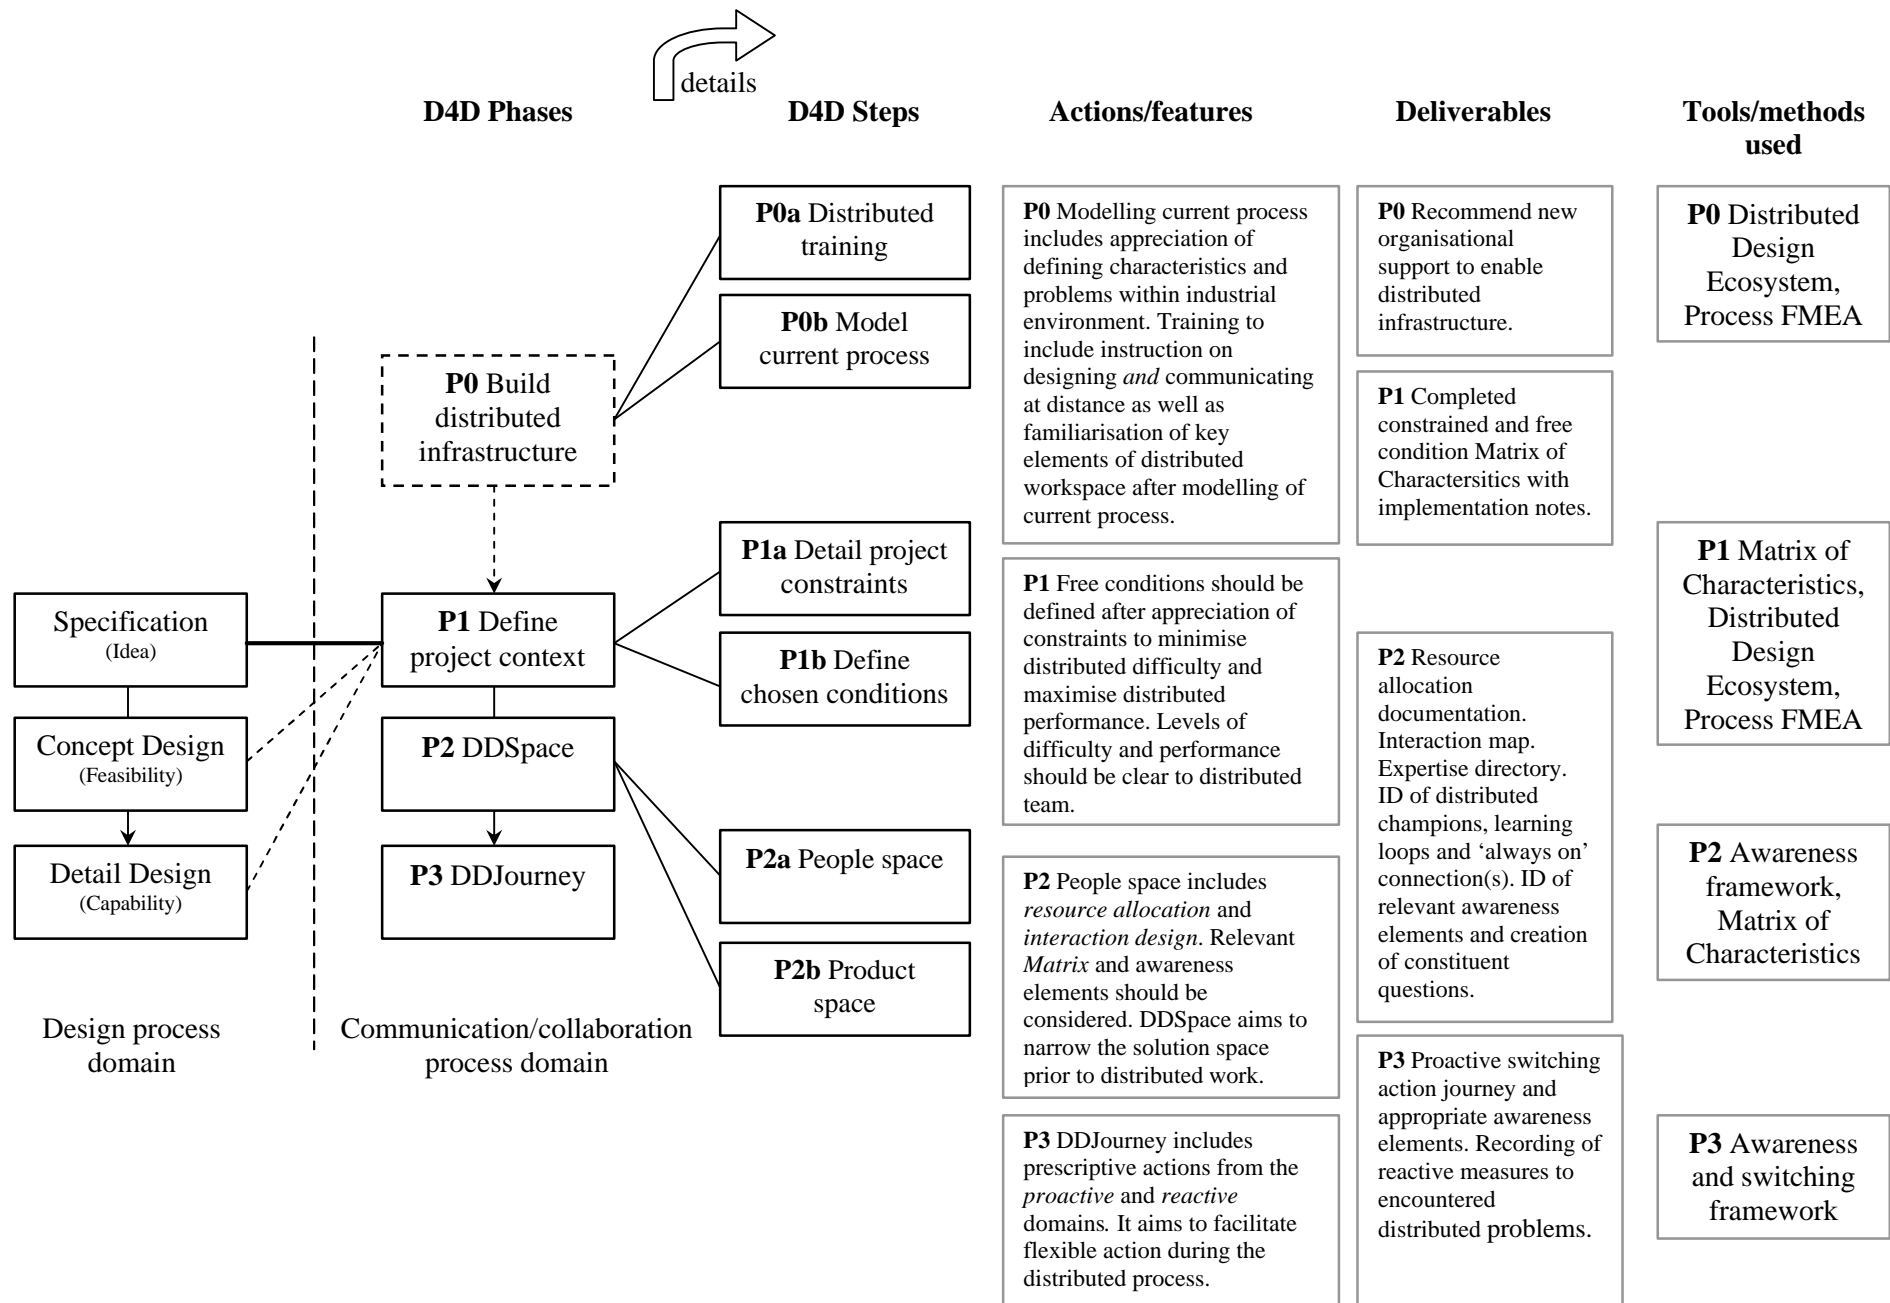 details
D4D Phases
D4D Steps
Actions/features
Deliverables
Tools/methods
used
Specification
(Idea)
Concept Design
(Feasibility)
Detail Design
(Capability)
Design process
domain
P0 Build
distributed
infrastructure
P1 Define
project context
P2 DDSpace
P3 DDJourney
Communication/collaboration
process domain
P0a Distributed
training
P0b Model
current process
P1a Detail project
constraints
P1b Define
chosen conditions
P2a People space
P2b Product
space
P0 Modelling current process
includes appreciation of
defining characteristics and
problems within industrial
environment. Training to
include instruction on
designing and communicating
at distance as well as
familiarisation of key
elements of distributed
workspace after modelling of
current process.
P1 Free conditions should be
defined after appreciation of
constraints to minimise
distributed difficulty and
maximise distributed
performance. Levels of
difficulty and performance
should be clear to distributed
team.
P2 People space includes
resource allocation and
interaction design. Relevant
Matrix and awareness
elements should be
considered. DDSpace aims to
narrow the solution space
prior to distributed work.
P3 DDJourney includes
prescriptive actions from the
proactive and reactive
domains. It aims to facilitate
flexible action during the
distributed process.
P0 Recommend new
organisational
support to enable
distributed
infrastructure.
P1 Completed
constrained and free
condition Matrix of
Charactersitics with
implementation notes.
P2 Resource
allocation
documentation.
Interaction map.
Expertise directory.
ID of distributed
champions, learning
loops and ‘always on’
connection(s). ID of
relevant awareness
elements and creation
of constituent
questions.
P3 Proactive switching
action journey and
appropriate awareness
elements. Recording of
reactive measures to
encountered
distributed problems.
P0 Distributed
Design
Ecosystem,
Process FMEA
P1 Matrix of
Characteristics,
Distributed
Design
Ecosystem,
Process FMEA
P2 Awareness
framework,
Matrix of
Characteristics
P3 Awareness
and switching
framework